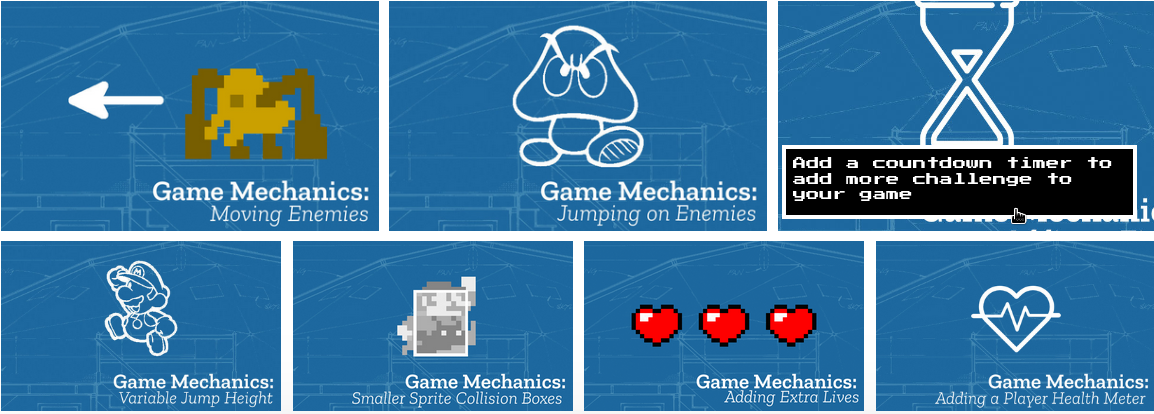 Game Mechanics:
Moving Enemies
Game Mechanics:
Jumping on Enemies
Add a countdown timer to
add more challenge to
your game
Game Mechanics:
Variable Jump Height
Game Mechanics:
Smaller Sprite Collision Boxes
Game Mechanics:
Adding Extra Lives
Game Mechanics:
Adding a Player Health Meter